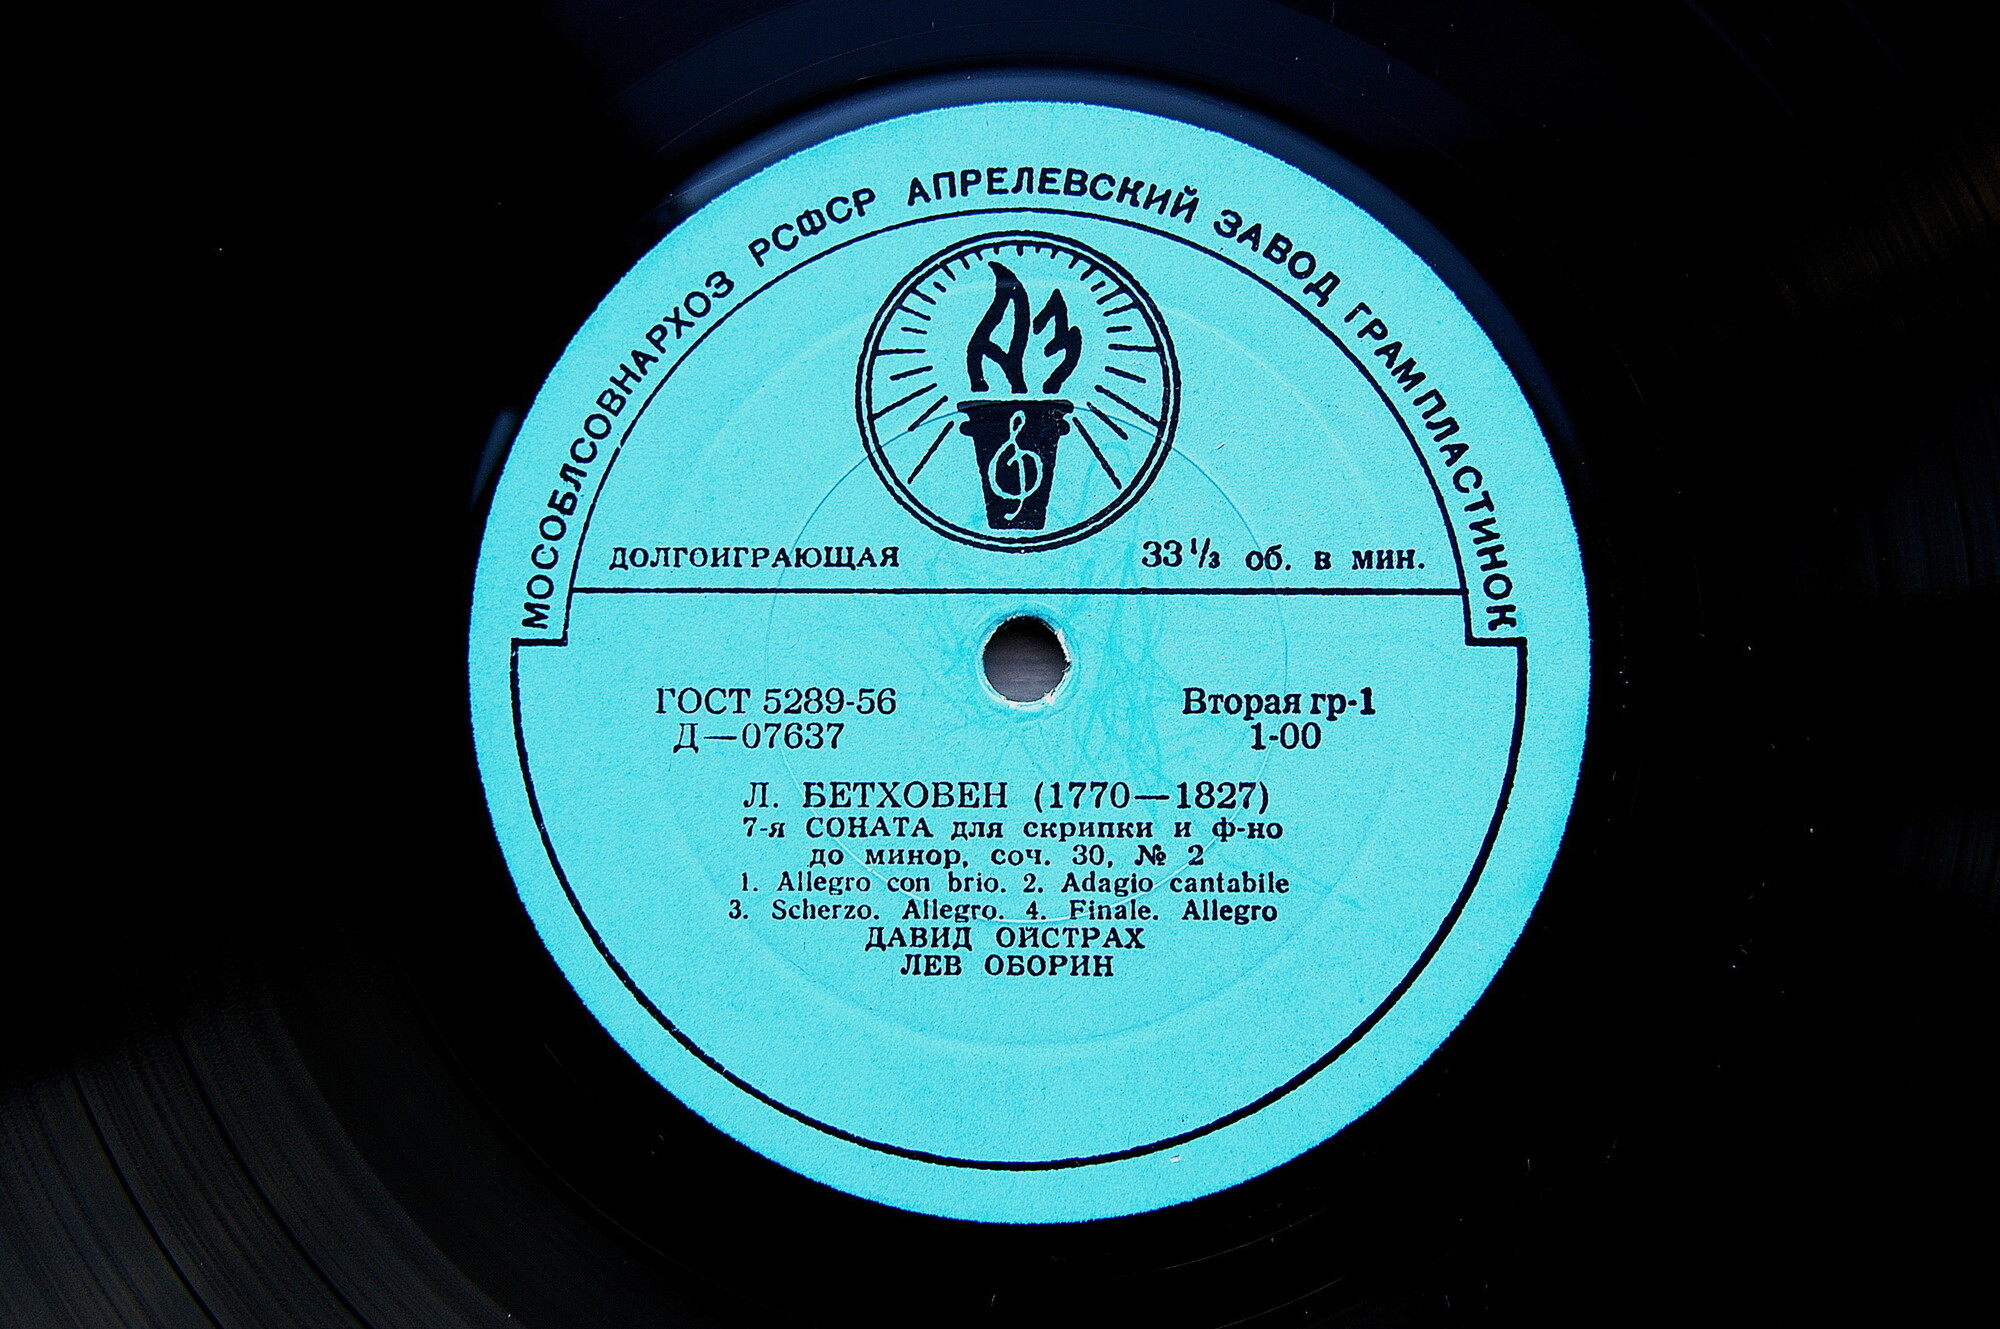 МОСОБЛСОВНАРХОЗ РСФСР АПРЕЛЕВСКИЙ ЗАВОД ГРАМПЛАСТИНОК
АЗ
ДОЛГОИГРАЮЩАЯ 33⅓ об. в мин.
ГОСТ 5289-56 Вторая гр-1
Д—07637 1-00
Л. БЕТХОВЕН (1770—1827)
7-я СОНАТА для скрипки и ф-но
до минор, соч. 30, № 2
1. Allegro con brio. 2. Adagio cantabile
3. Scherzo. Allegro. 4. Finale. Allegro
ДАВИД ОЙСТРАХ
ЛЕВ ОБОРИН